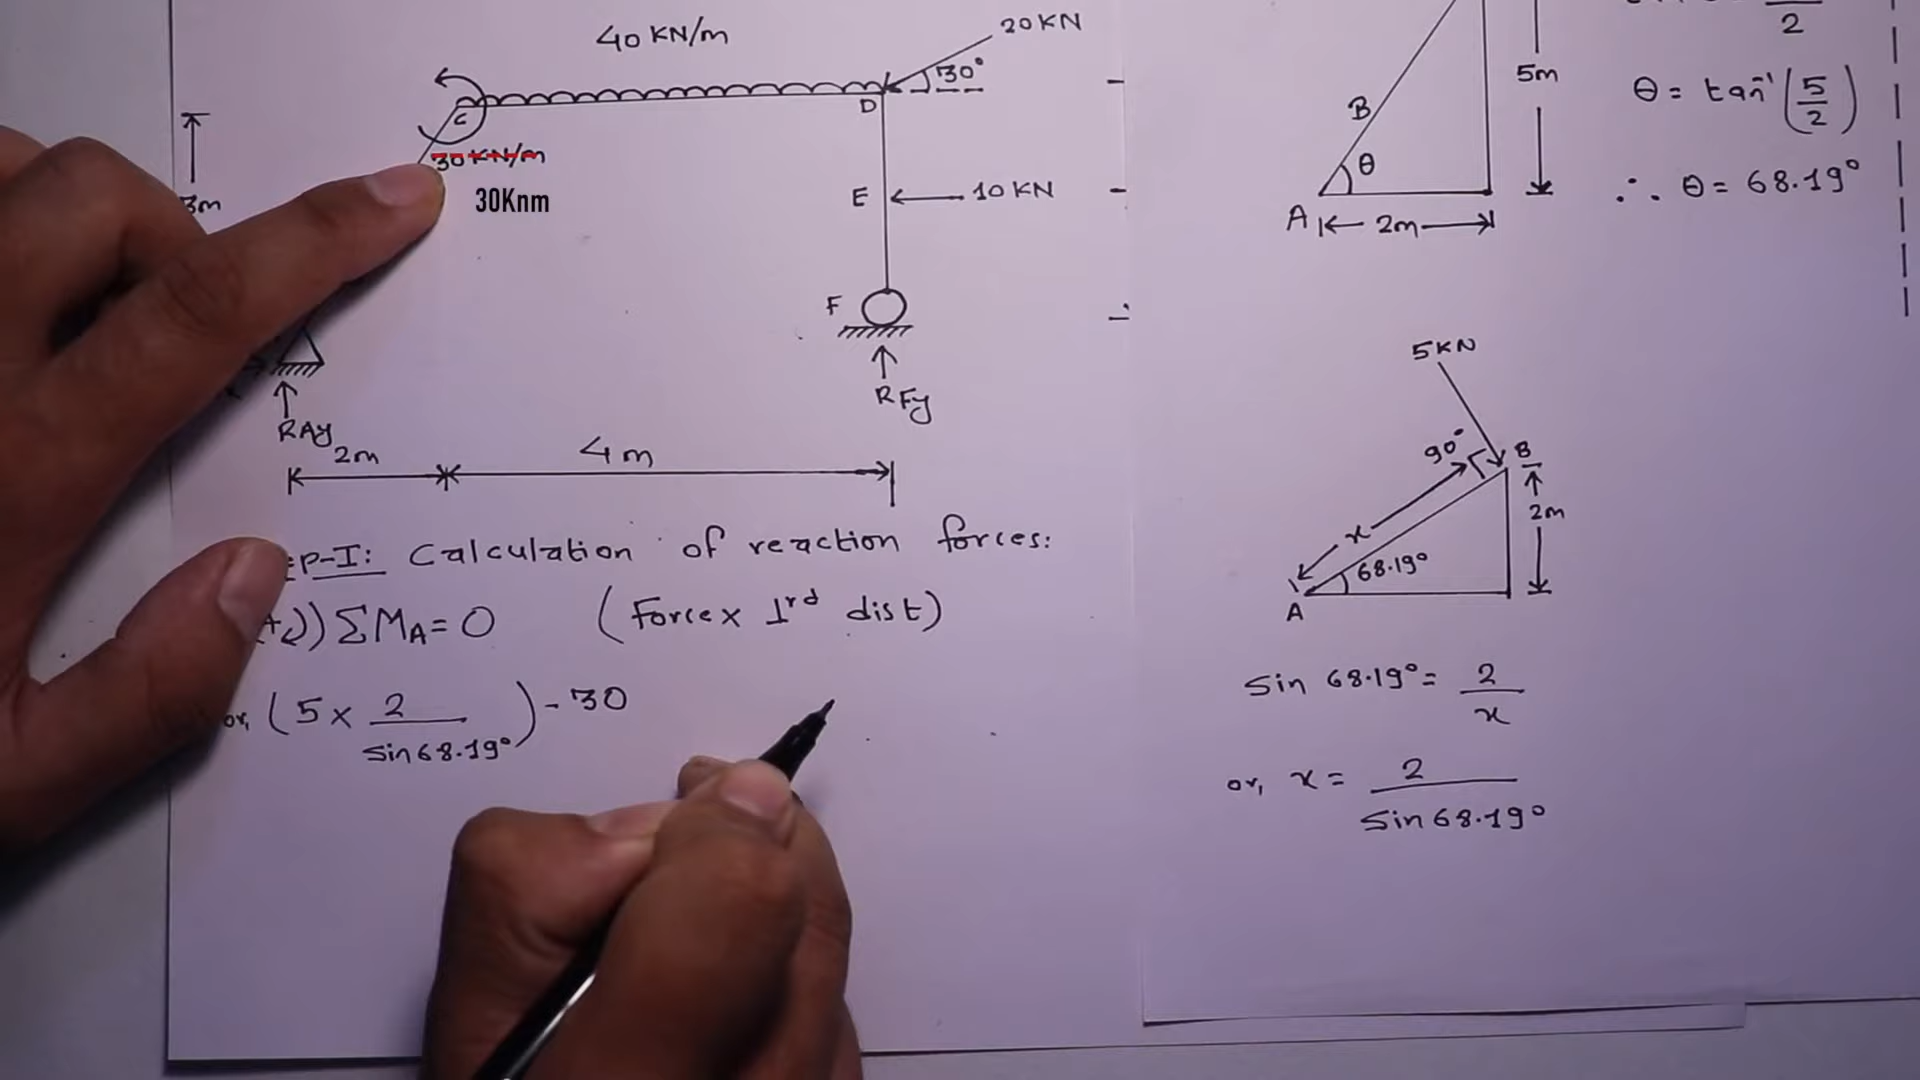 40 KN/m
20 KN
30°
C
D
30 KN/m
30Knm
3m
E
10 KN
F
RFy
RAy
2m
4m
p-I: Calculation of reaction forces:
ΣMA = 0 (Force x ⊥rd dist)
or, (5 x 2/sin68.19°) - 30
2
5m
θ = tan⁻¹(5/2)
∴ θ = 68.19°
B
θ
A
2m
5KN
90°
B
x
2m
68.19°
A
Sin 68.19° = 2/x
or, x = 2/Sin 68.19°